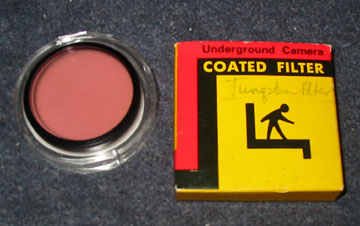 Underground Camera
COATED FILTER
Tungsten filter